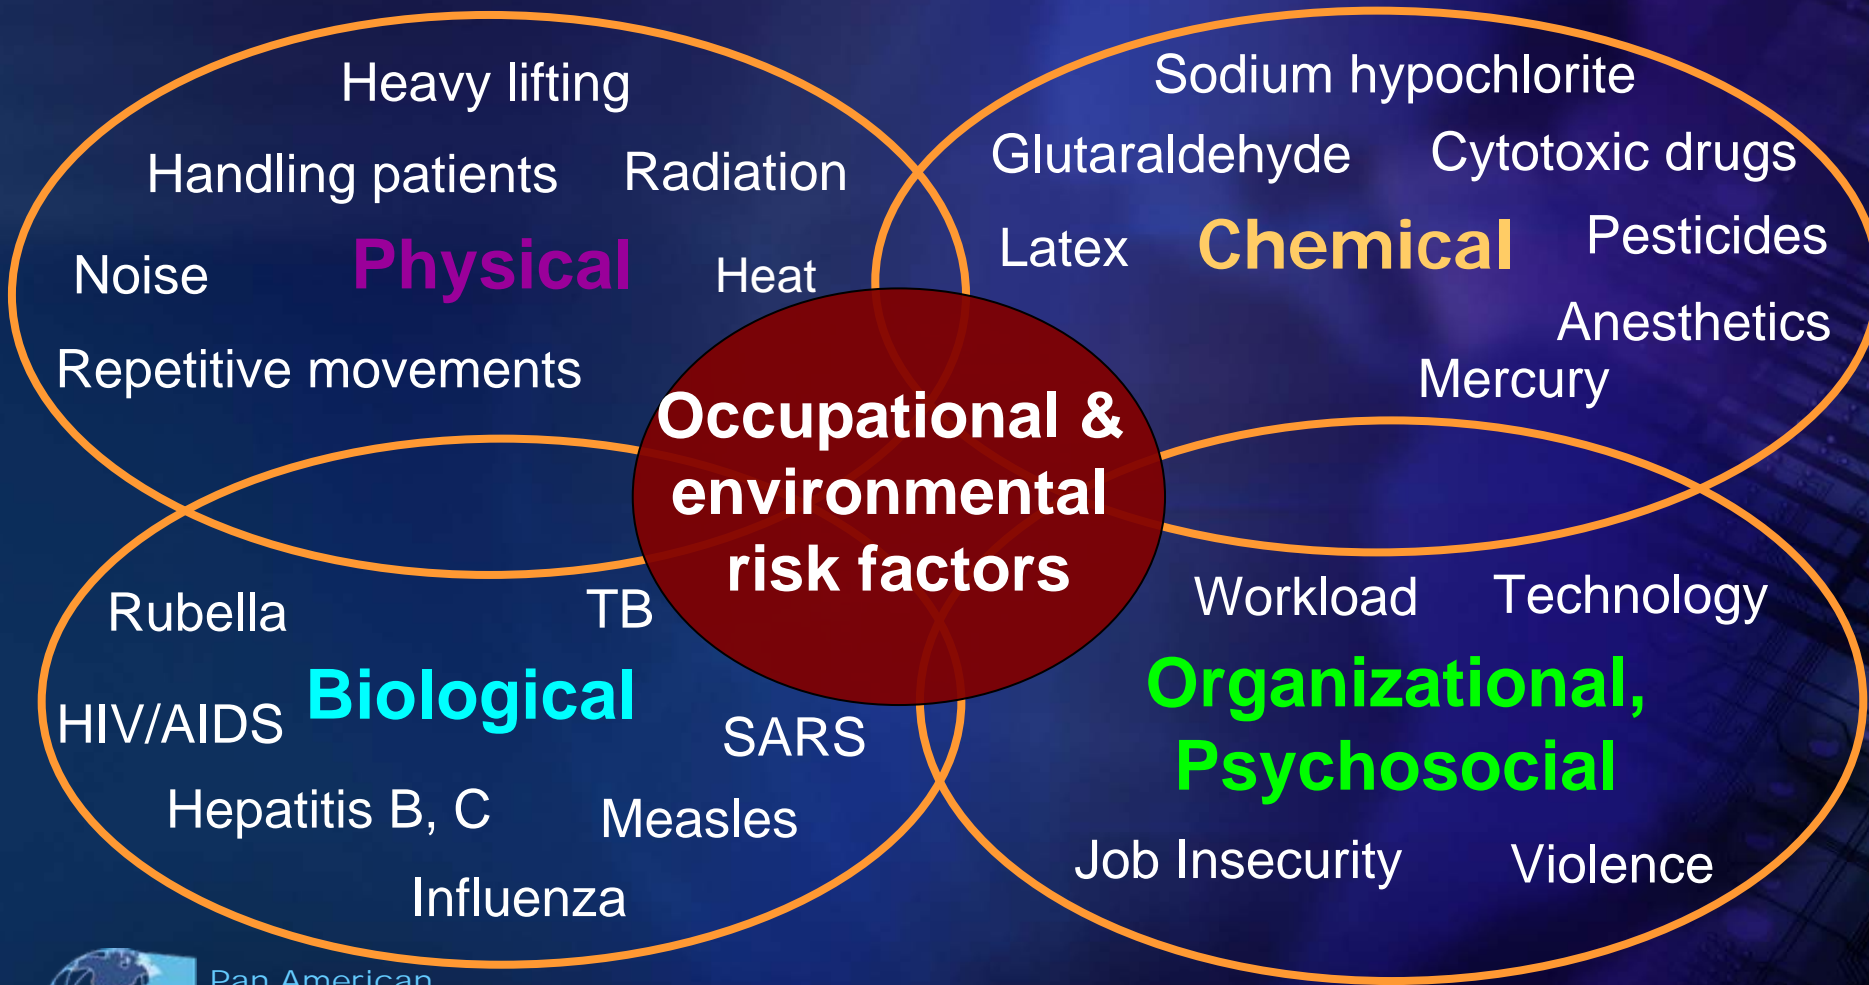 Heavy lifting
Handling patients
Radiation
Noise
Physical
Heat
Repetitive movements
Sodium hypochlorite
Glutaraldehyde
Cytotoxic drugs
Latex
Chemical
Pesticides
Anesthetics
Mercury
Occupational &
environmental
risk factors
Rubella
TB
HIV/AIDS
Biological
SARS
Hepatitis B, C
Measles
Influenza
Workload
Technology
Organizational,
Psychosocial
Job Insecurity
Violence
Pan American